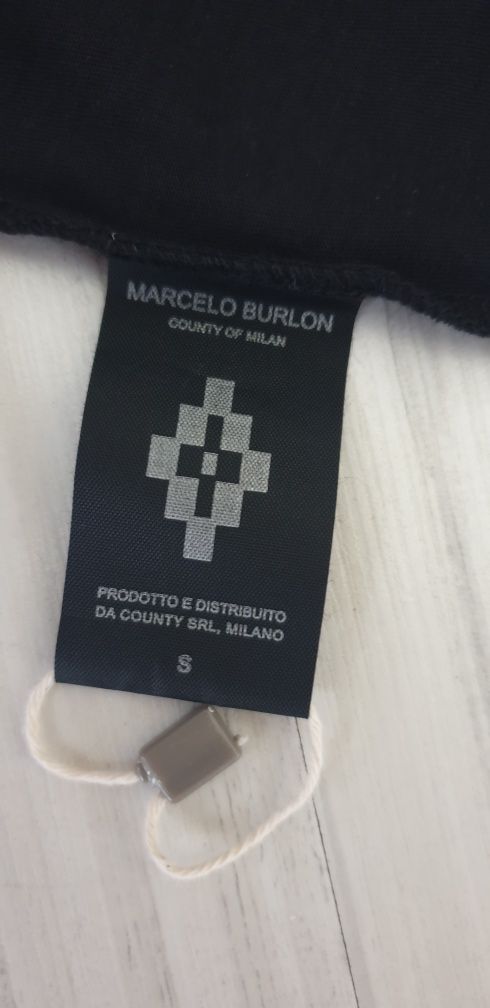 MARCELO BURLON
COUNTY OF MILAN
PRODOTTO E DISTRIBUITO
DA COUNTY SRL, MILANO
S